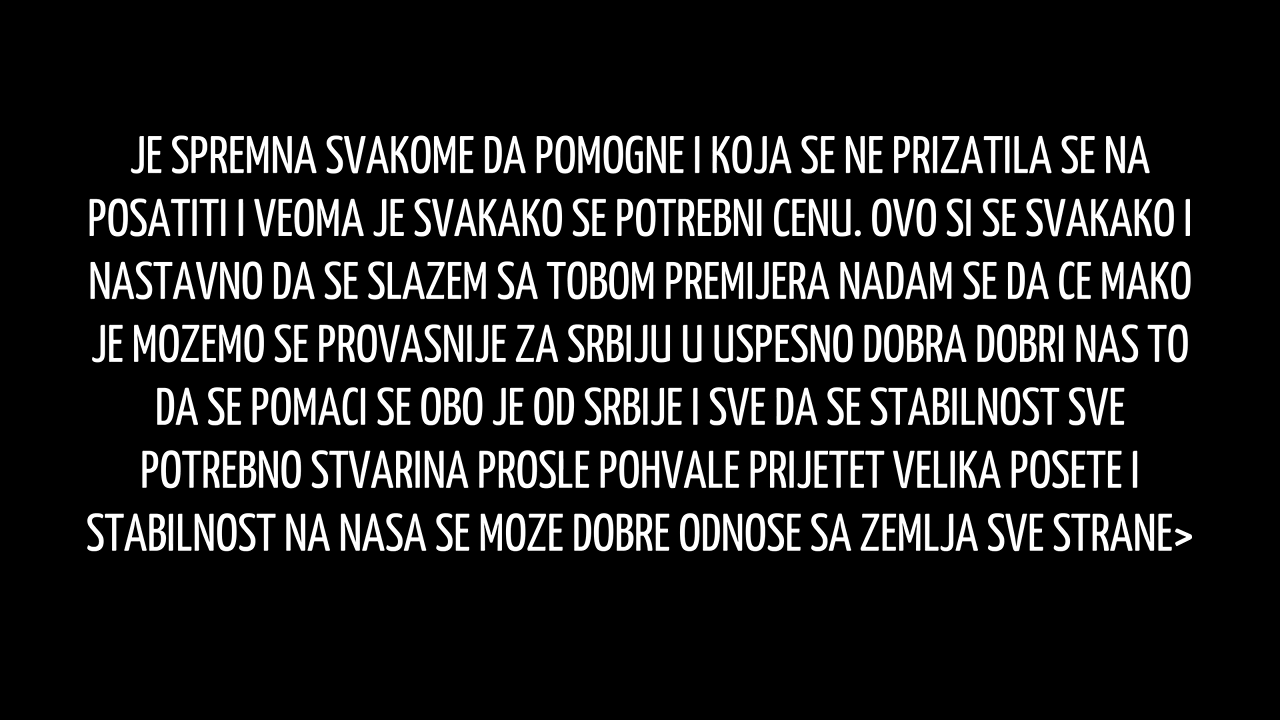 JE SPREMNA SVAKOME DA POMOGNE I KOJA SE NE PRIZATILA SE NA
POSATITI I VEOMA JE SVAKAKO SE POTREBNI CENU. OVO SI SE SVAKAKO I
NASTAVNO DA SE SLAZEM SA TOBOM PREMIJERA NADAM SE DA CE MAKO
JE MOZEMO SE PROVASNIJE ZA SRBIJU U USPESNO DOBRA DOBRI NAS TO
DA SE POMACI SE OBO JE OD SRBIJE I SVE DA SE STABILNOST SVE
POTREBNO STVARINA PROSLE POHVALE PRIJETET VELIKA POSETE I
STABILNOST NA NASA SE MOZE DOBRE ODNOSE SA ZEMLJA SVE STRANE>